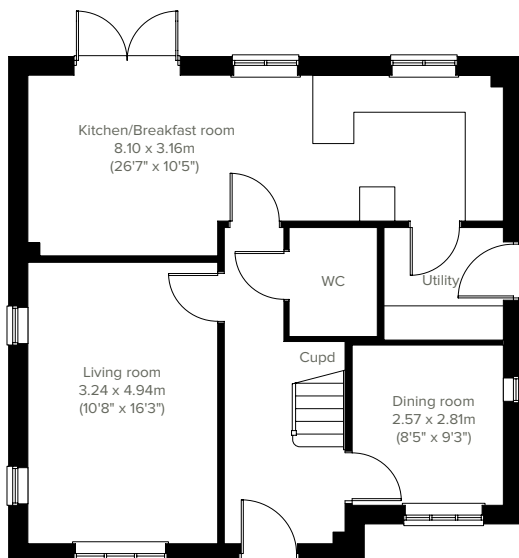 Kitchen/Breakfast room
8.10 x 3.16m
(26'7" x 10'5")
WC
Utility
Cupd
Living room
3.24 x 4.94m
(10'8" x 16'3")
Dining room
2.57 x 2.81m
(8'5" x 9'3")